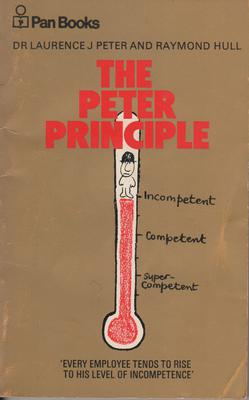 Pan Books
DR LAURENCE J PETER AND RAYMOND HULL
THE
PETER
PRINCIPLE
Incompetent
Competent
Super-
Competent
'EVERY EMPLOYEE TENDS TO RISE
TO HIS LEVEL OF INCOMPETENCE'